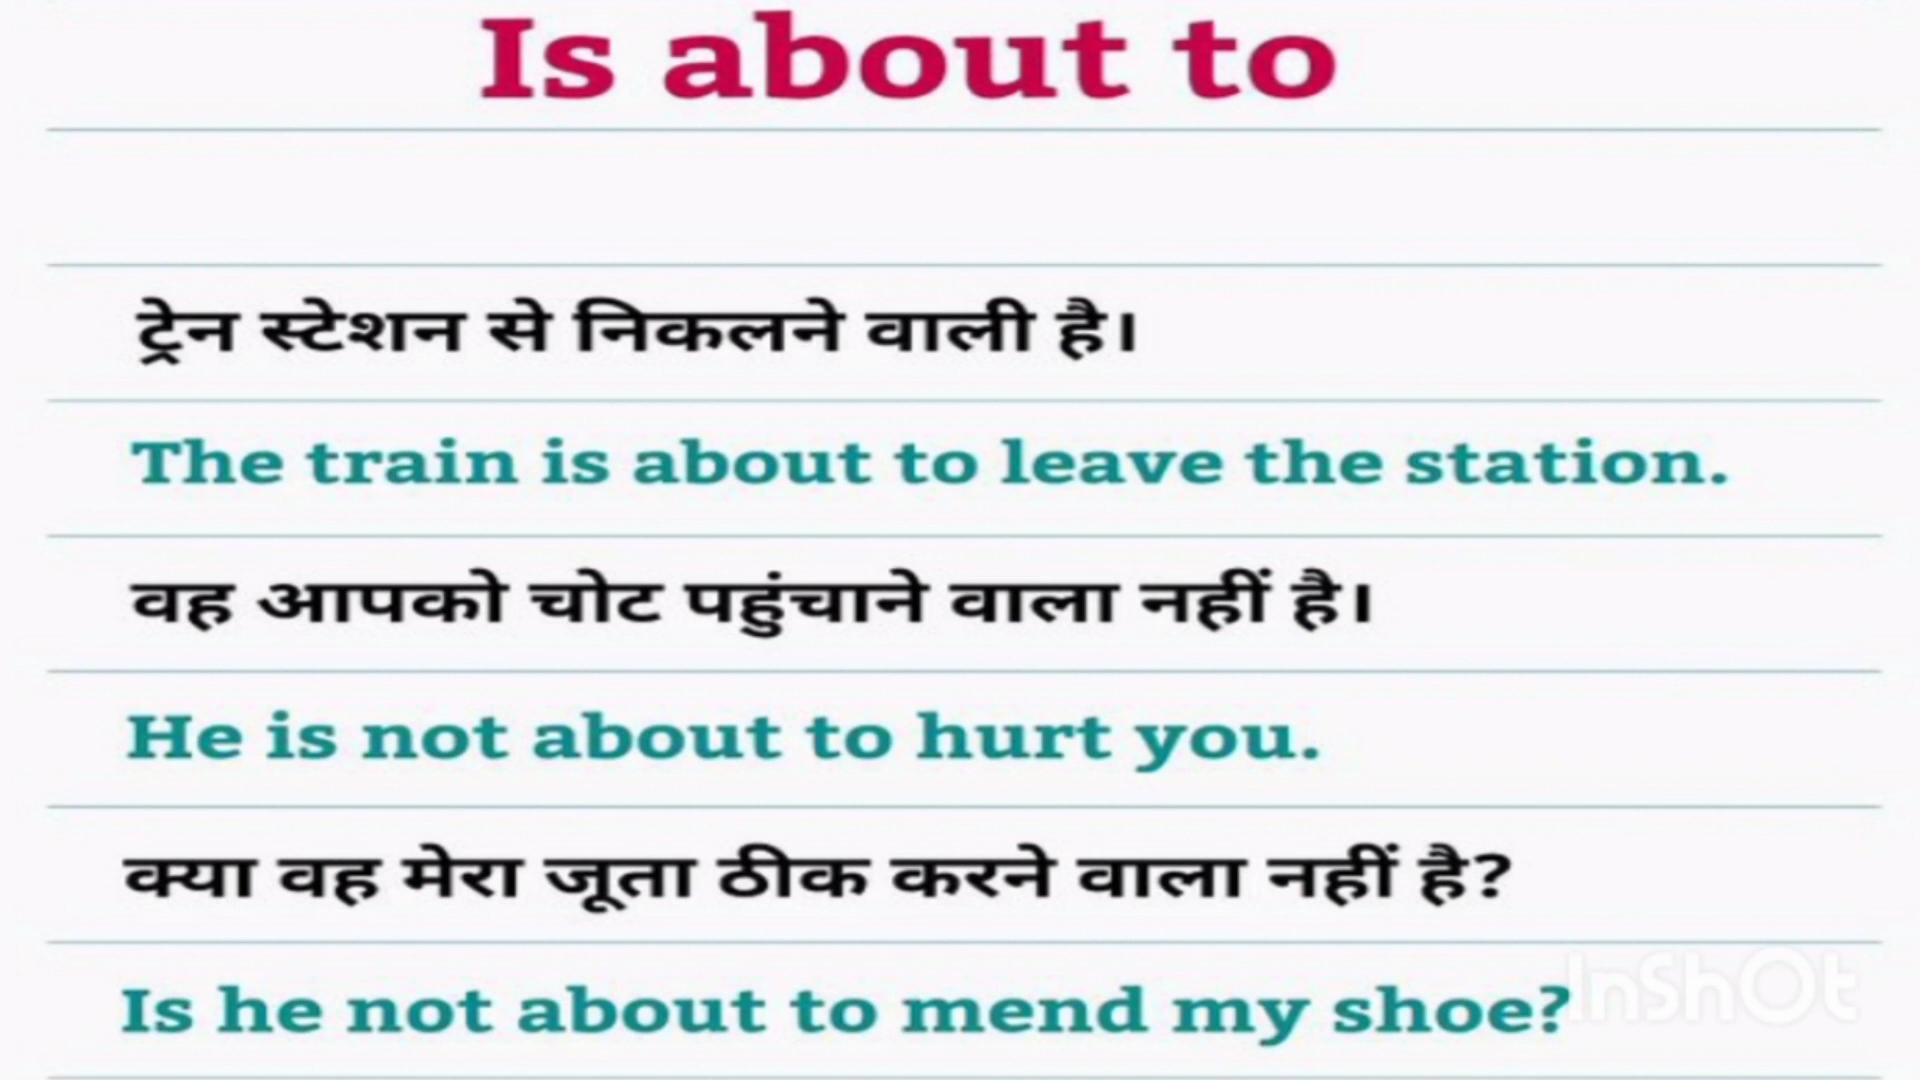 Is about to
ट्रेन स्टेशन से निकलने वाली है।
The train is about to leave the station.
वह आपको चोट पहुंचाने वाला नहीं है।
He is not about to hurt you.
क्या वह मेरा जूता ठीक करने वाला नहीं है?
Is he not about to mend my shoe?
InShOt